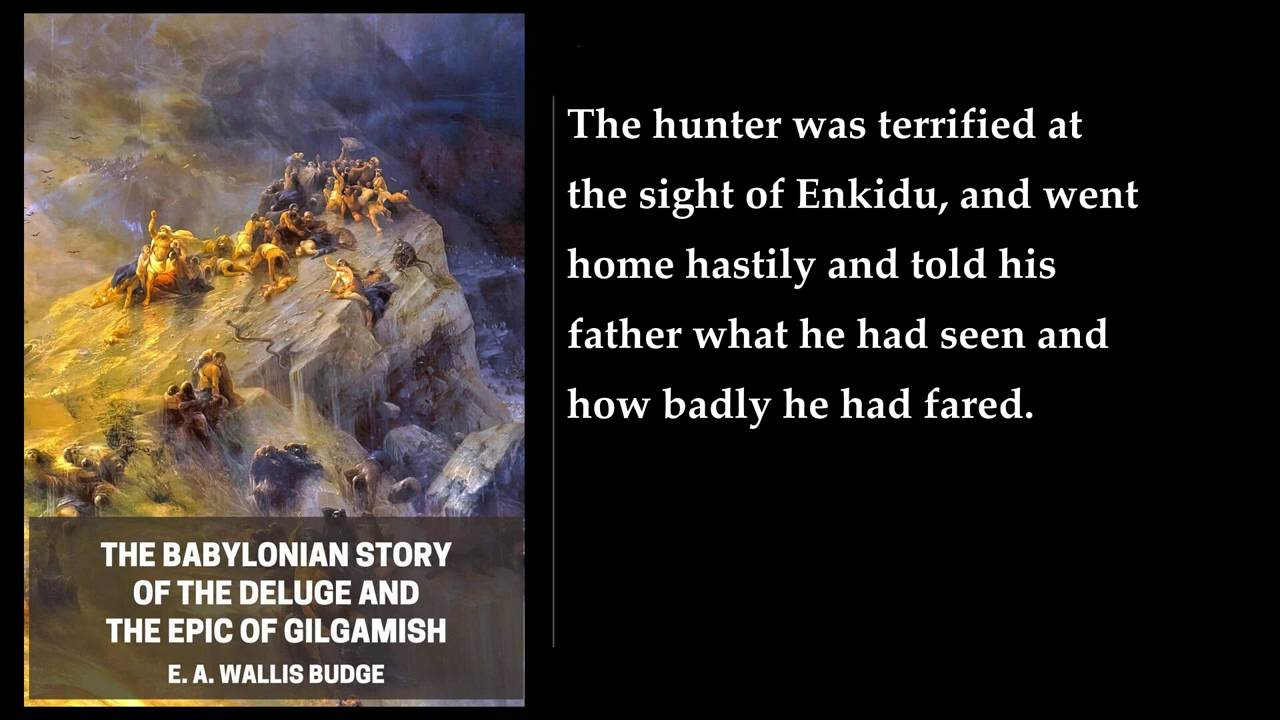 The hunter was terrified at
the sight of Enkidu, and went
home hastily and told his
father what he had seen and
how badly he had fared.
THE BABYLONIAN STORY
OF THE DELUGE AND
THE EPIC OF GILGAMISH
E. A. WALLIS BUDGE